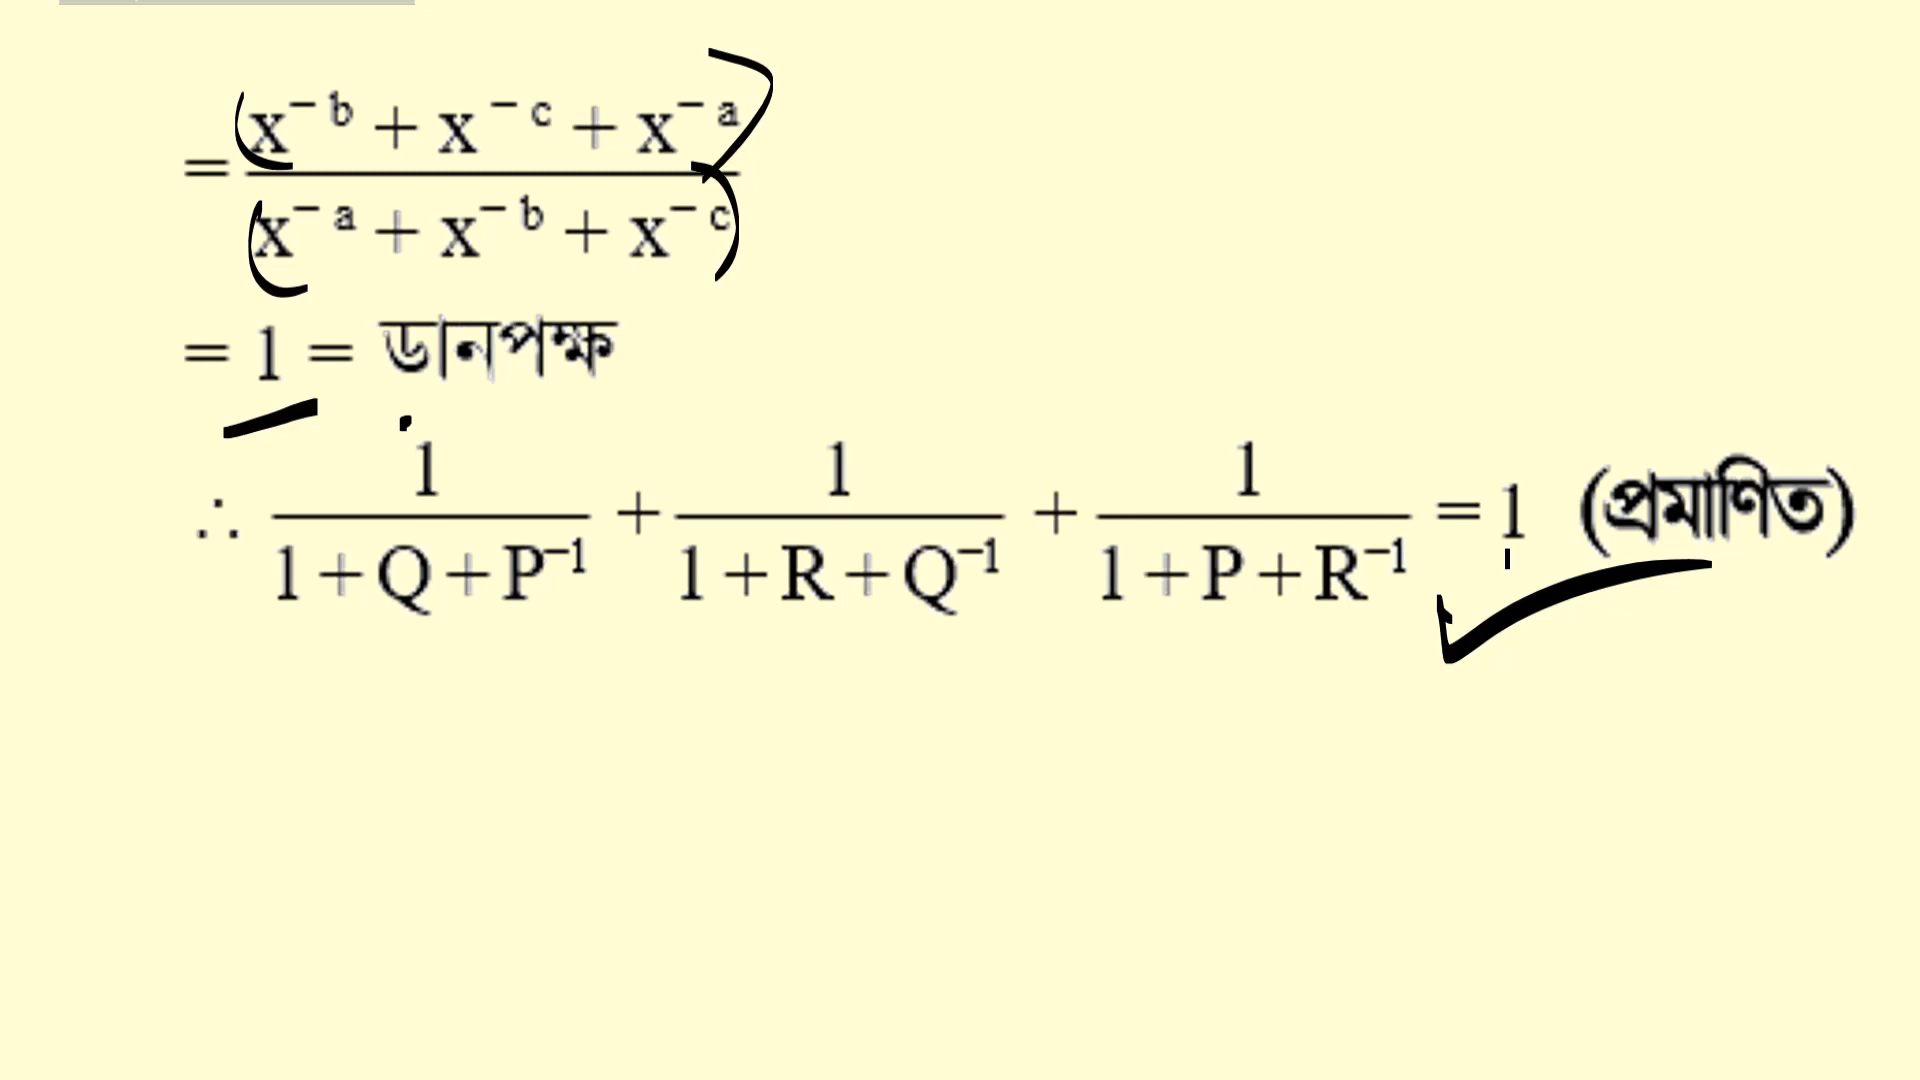 = (x⁻ᵇ + x⁻ᶜ + x⁻ᵃ) / (x⁻ᵃ + x⁻ᵇ + x⁻ᶜ)
= 1 = ডানপক্ষ
∴ 1/(1+Q+P⁻¹) + 1/(1+R+Q⁻¹) + 1/(1+P+R⁻¹) = 1 (প্রমাণিত)